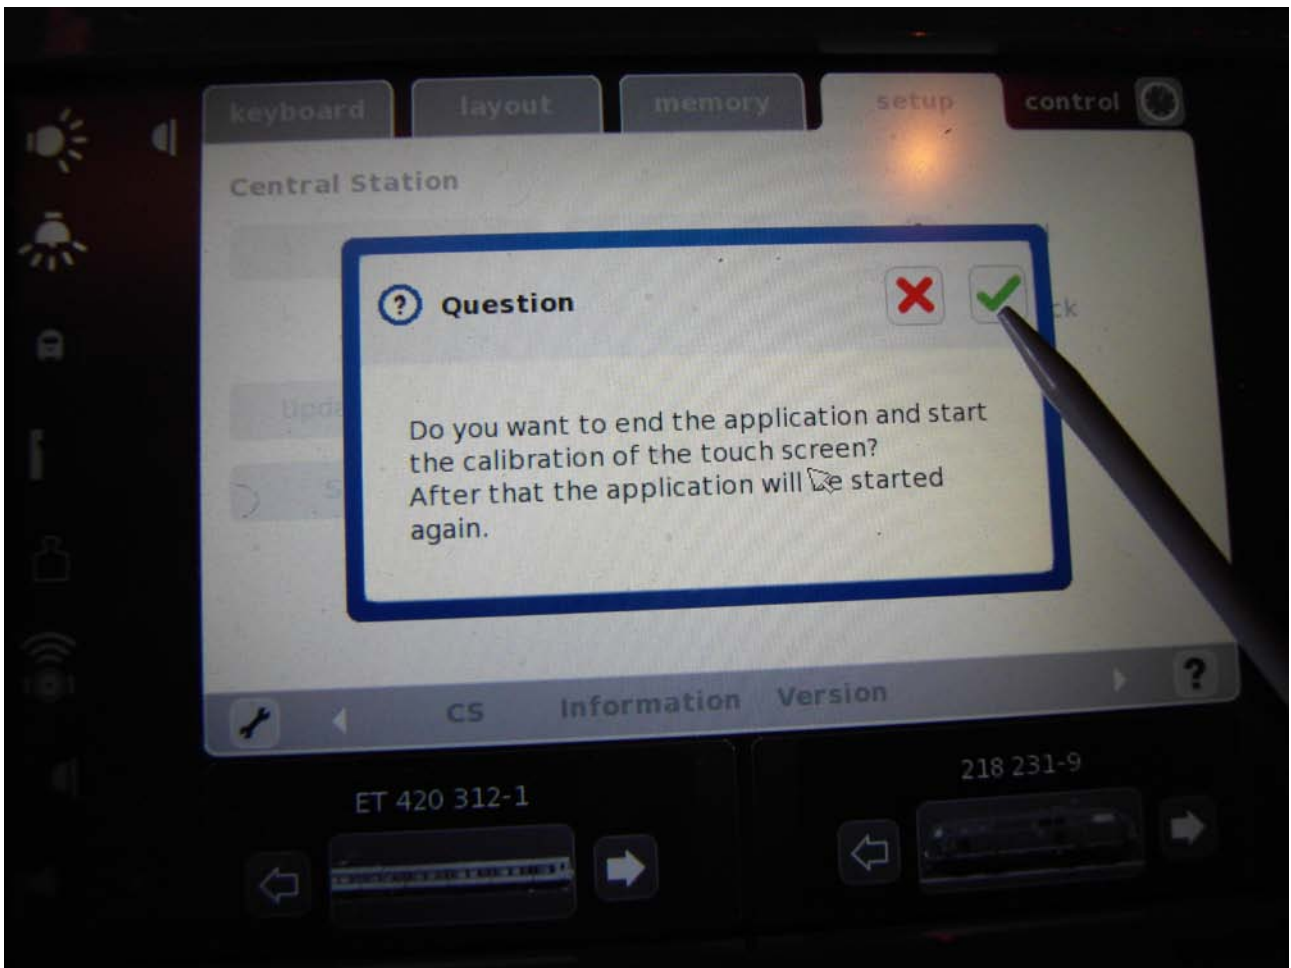 keyboard
layout
memory
setup
control
Central Station
Question
ck
Upda
S
Do you want to end the application and start
the calibration of the touch screen?
After that the application will be started
again.
CS
Information
Version
?
ET 420 312-1
218 231-9